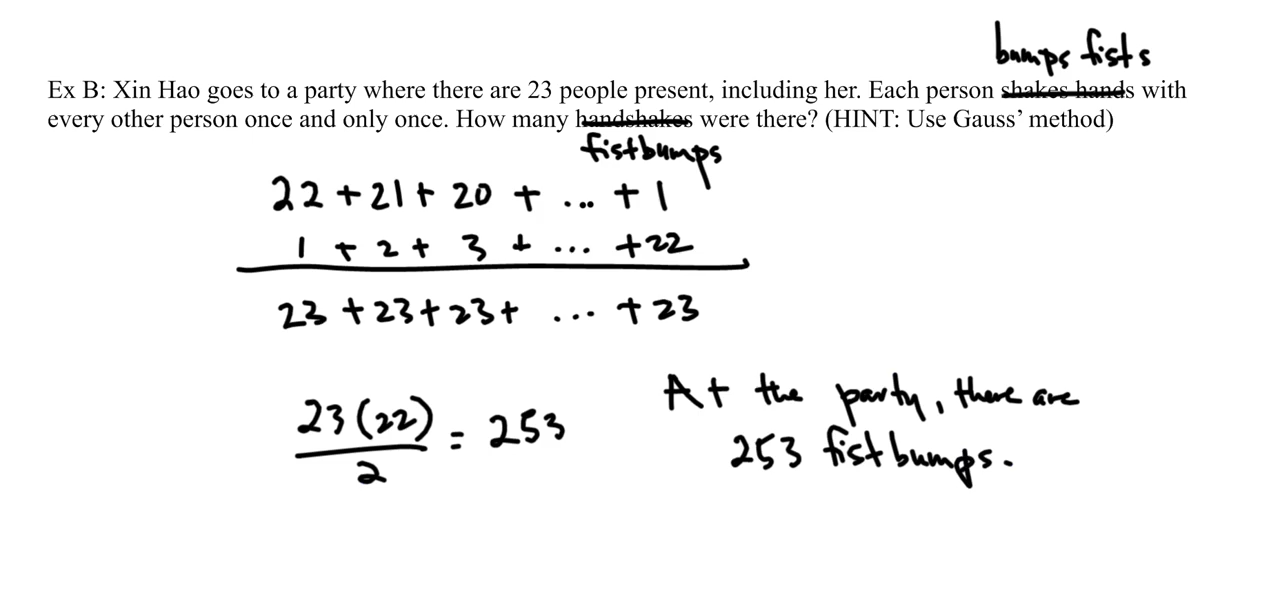 bumps fists
Ex B: Xin Hao goes to a party where there are 23 people present, including her. Each person shakes hands with
every other person once and only once. How many handshakes were there? (HINT: Use Gauss’ method)
fistbumps
22 + 21 + 20 + ... + 1
1 + 2 + 3 + ... + 22
23 + 23 + 23 + ... + 23
23(22)
2
= 253
At the party, there are
253 fistbumps.